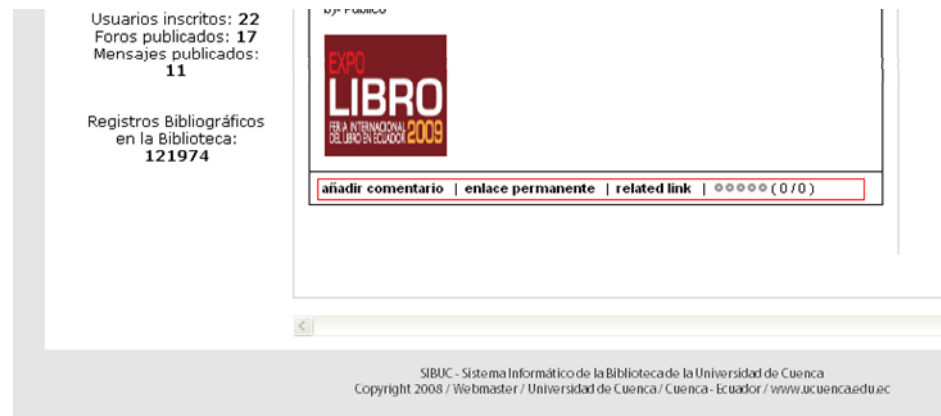 Usuarios inscritos: 22
Foros publicados: 17
Mensajes publicados:
11
Registros Bibliográficos
en la Biblioteca:
121974
by- Publico
EXPO
LIBRO
FERIA INTERNACIONAL
DEL LIBRO EN ECUADOR 2009
añadir comentario | enlace permanente | related link | (0/0)
SIBUC - Sistema Informático de la Biblioteca de la Universidad de Cuenca
Copyright 2008 / Webmaster / Universidad de Cuenca / Cuenca - Ecuador / www.ucuenca.edu.ec